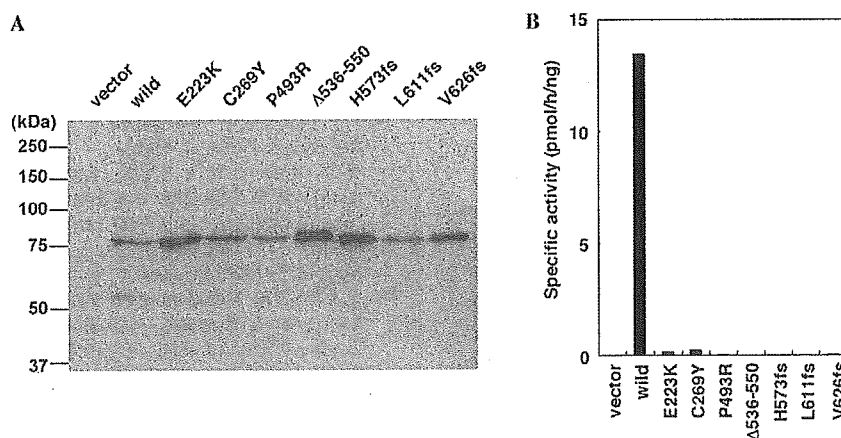 A
vector wild E223K C269Y P493R Δ536-550 H573fs L611fs V626fs
(kDa)
250
150
100
75
50
37
B
Specific activity (pmol/h/ng)
15
10
5
0
vector wild E223K C269Y P493R Δ536-550 H573fs L611fs V626fs